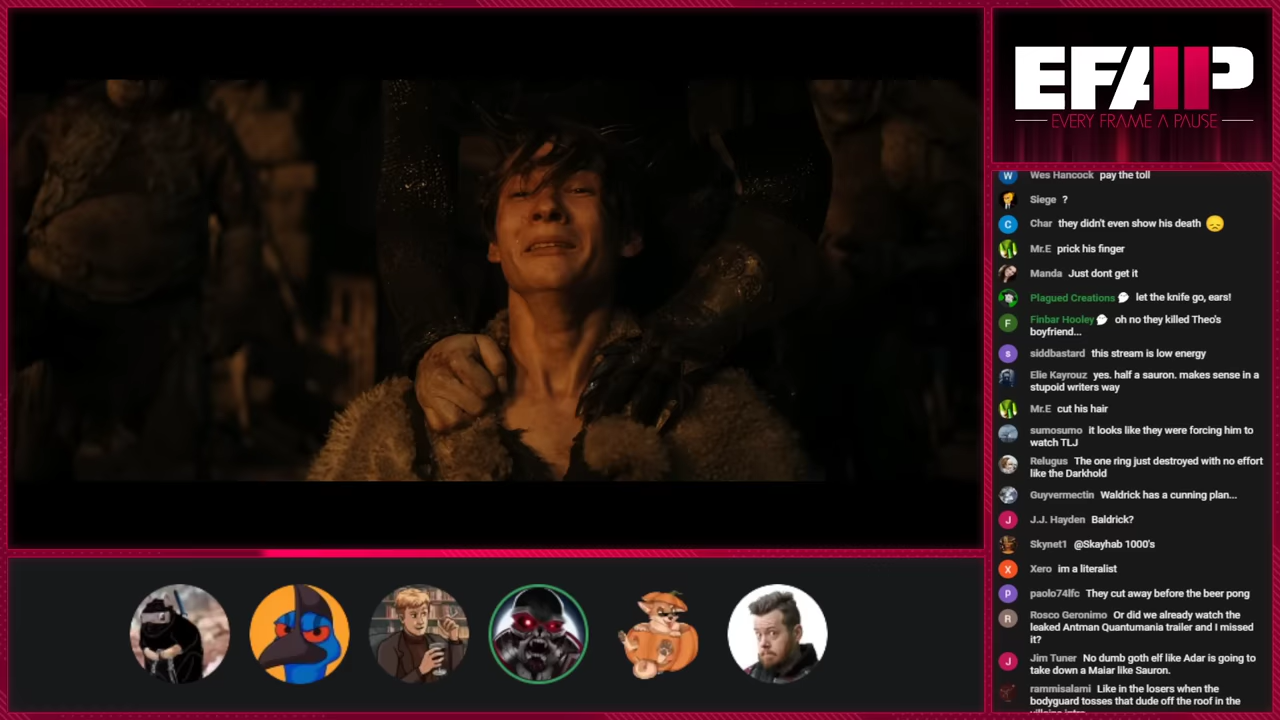 EFAP
EVERY FRAME A PAUSE
W Wes Hancock pay the toll
Siege ?
C Char they didn't even show his death
Mr.E prick his finger
Manda Just dont get it
Plagued Creations let the knife go, ears!
F Finbar Hooley oh no they killed Theo's
boyfriend...
s siddbastard this stream is low energy
Elie Kayrouz yes. half a sauron. makes sense in a
stupoid writers way
Mr.E cut his hair
sumosumo it looks like they were forcing him to
watch TLJ
Relugus The one ring just destroyed with no effort
like the Darkhold
Guyvermectin Waldrick has a cunning plan...
J J.J. Hayden Baldrick?
Skynet1 @Skayhab 1000's
X Xero im a literalist
P paolo74lfc They cut away before the beer pong
R Rosco Geronimo Or did we already watch the
leaked Antman Quantumania trailer and I missed
it?
J Jim Tuner No dumb goth elf like Adar is going to
take down a Maiar like Sauron.
rammisalami Like in the losers when the
bodyguard tosses that dude off the roof in the